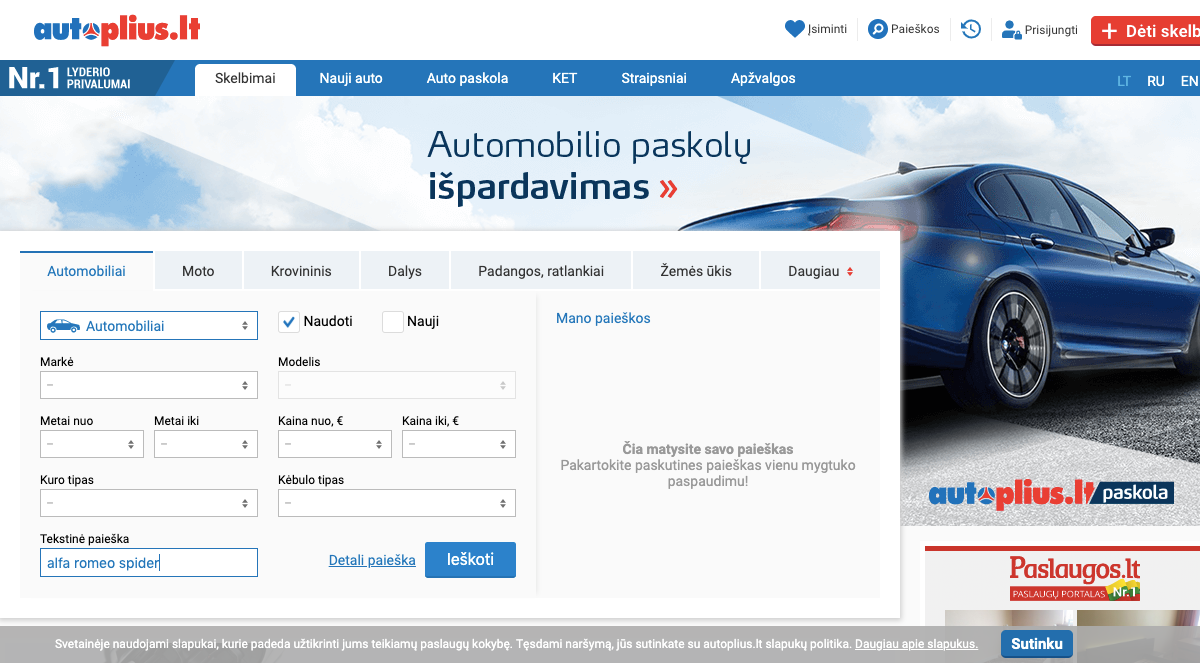 autoplius.lt
Įsiminti
Paieškos
Prisijungti
+ Dėti skelb
Nr.1 LYDERIO
PRIVALUMAI
Skelbimai
Nauji auto
Auto paskola
KET
Straipsniai
Apžvalgos
LT RU EN
Automobilio paskolų
išpardavimas »
Automobiliai
Moto
Krovininis
Dalys
Padangos, ratlankiai
Žemės ūkis
Daugiau
Automobiliai
Naudoti
Nauji
Mano paieškos
Markė
Modelis
–
–
Metai nuo
Metai iki
Kaina nuo, €
Kaina iki, €
–
–
–
–
Čia matysite savo paieškas
Pakartokite paskutines paieškas vienu mygtuko
paspaudimu!
Kuro tipas
Kėbulo tipas
–
–
Tekstinė paieška
alfa romeo spider
Detali paieška
Ieškoti
autoplius.lt paskola
Paslaugos.lt
PASLAUGŲ PORTALAS Nr.1
Svetainėje naudojami slapukai, kurie padeda užtikrinti jums teikiamų paslaugų kokybę. Tęsdami naršymą, jūs sutinkate su autoplius.lt slapukų politika. Daugiau apie slapukus.
Sutinku